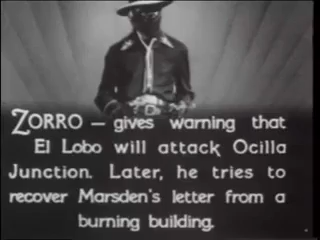 ZORRO — gives warning that
El Lobo will attack Ocilla
Junction. Later, he tries to
recover Marsden's letter from a
burning building.